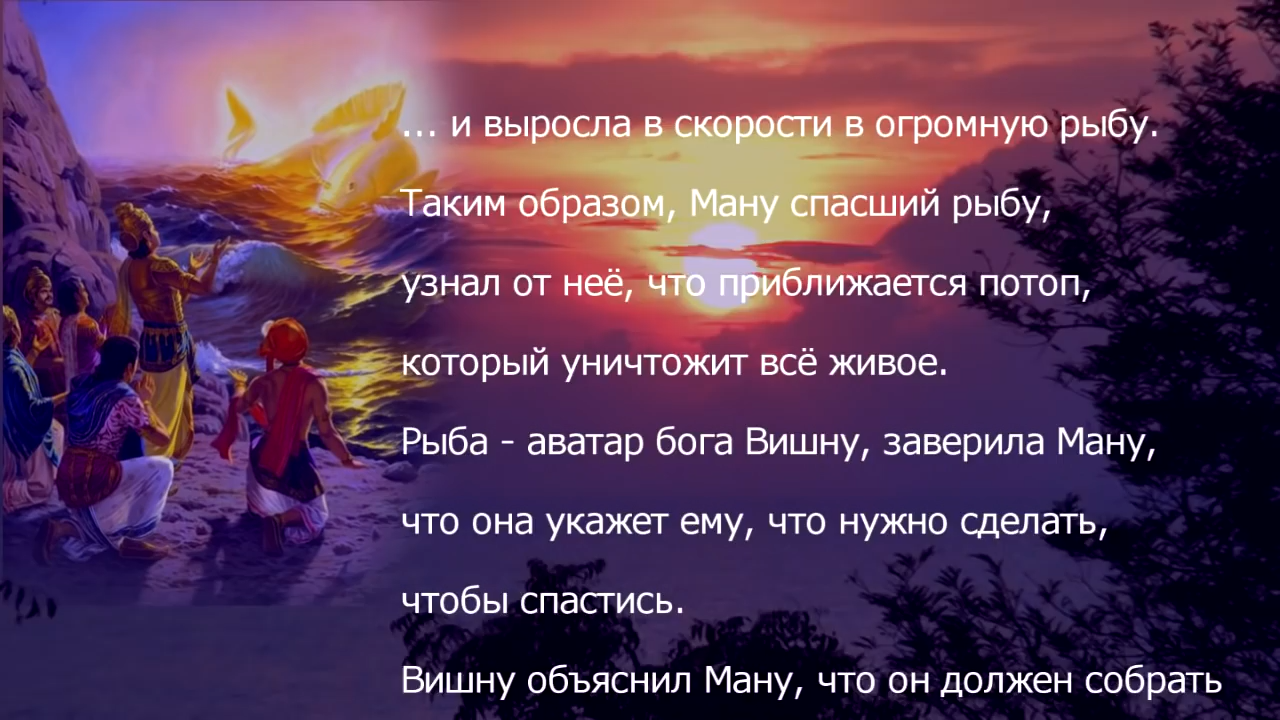 ... и выросла в скорости в огромную рыбу.
Таким образом, Ману спасший рыбу,
узнал от неё, что приближается потоп,
который уничтожит всё живое.
Рыба - аватар бога Вишну, заверила Ману,
что она укажет ему, что нужно сделать,
чтобы спастись.
Вишну объяснил Ману, что он должен собрать